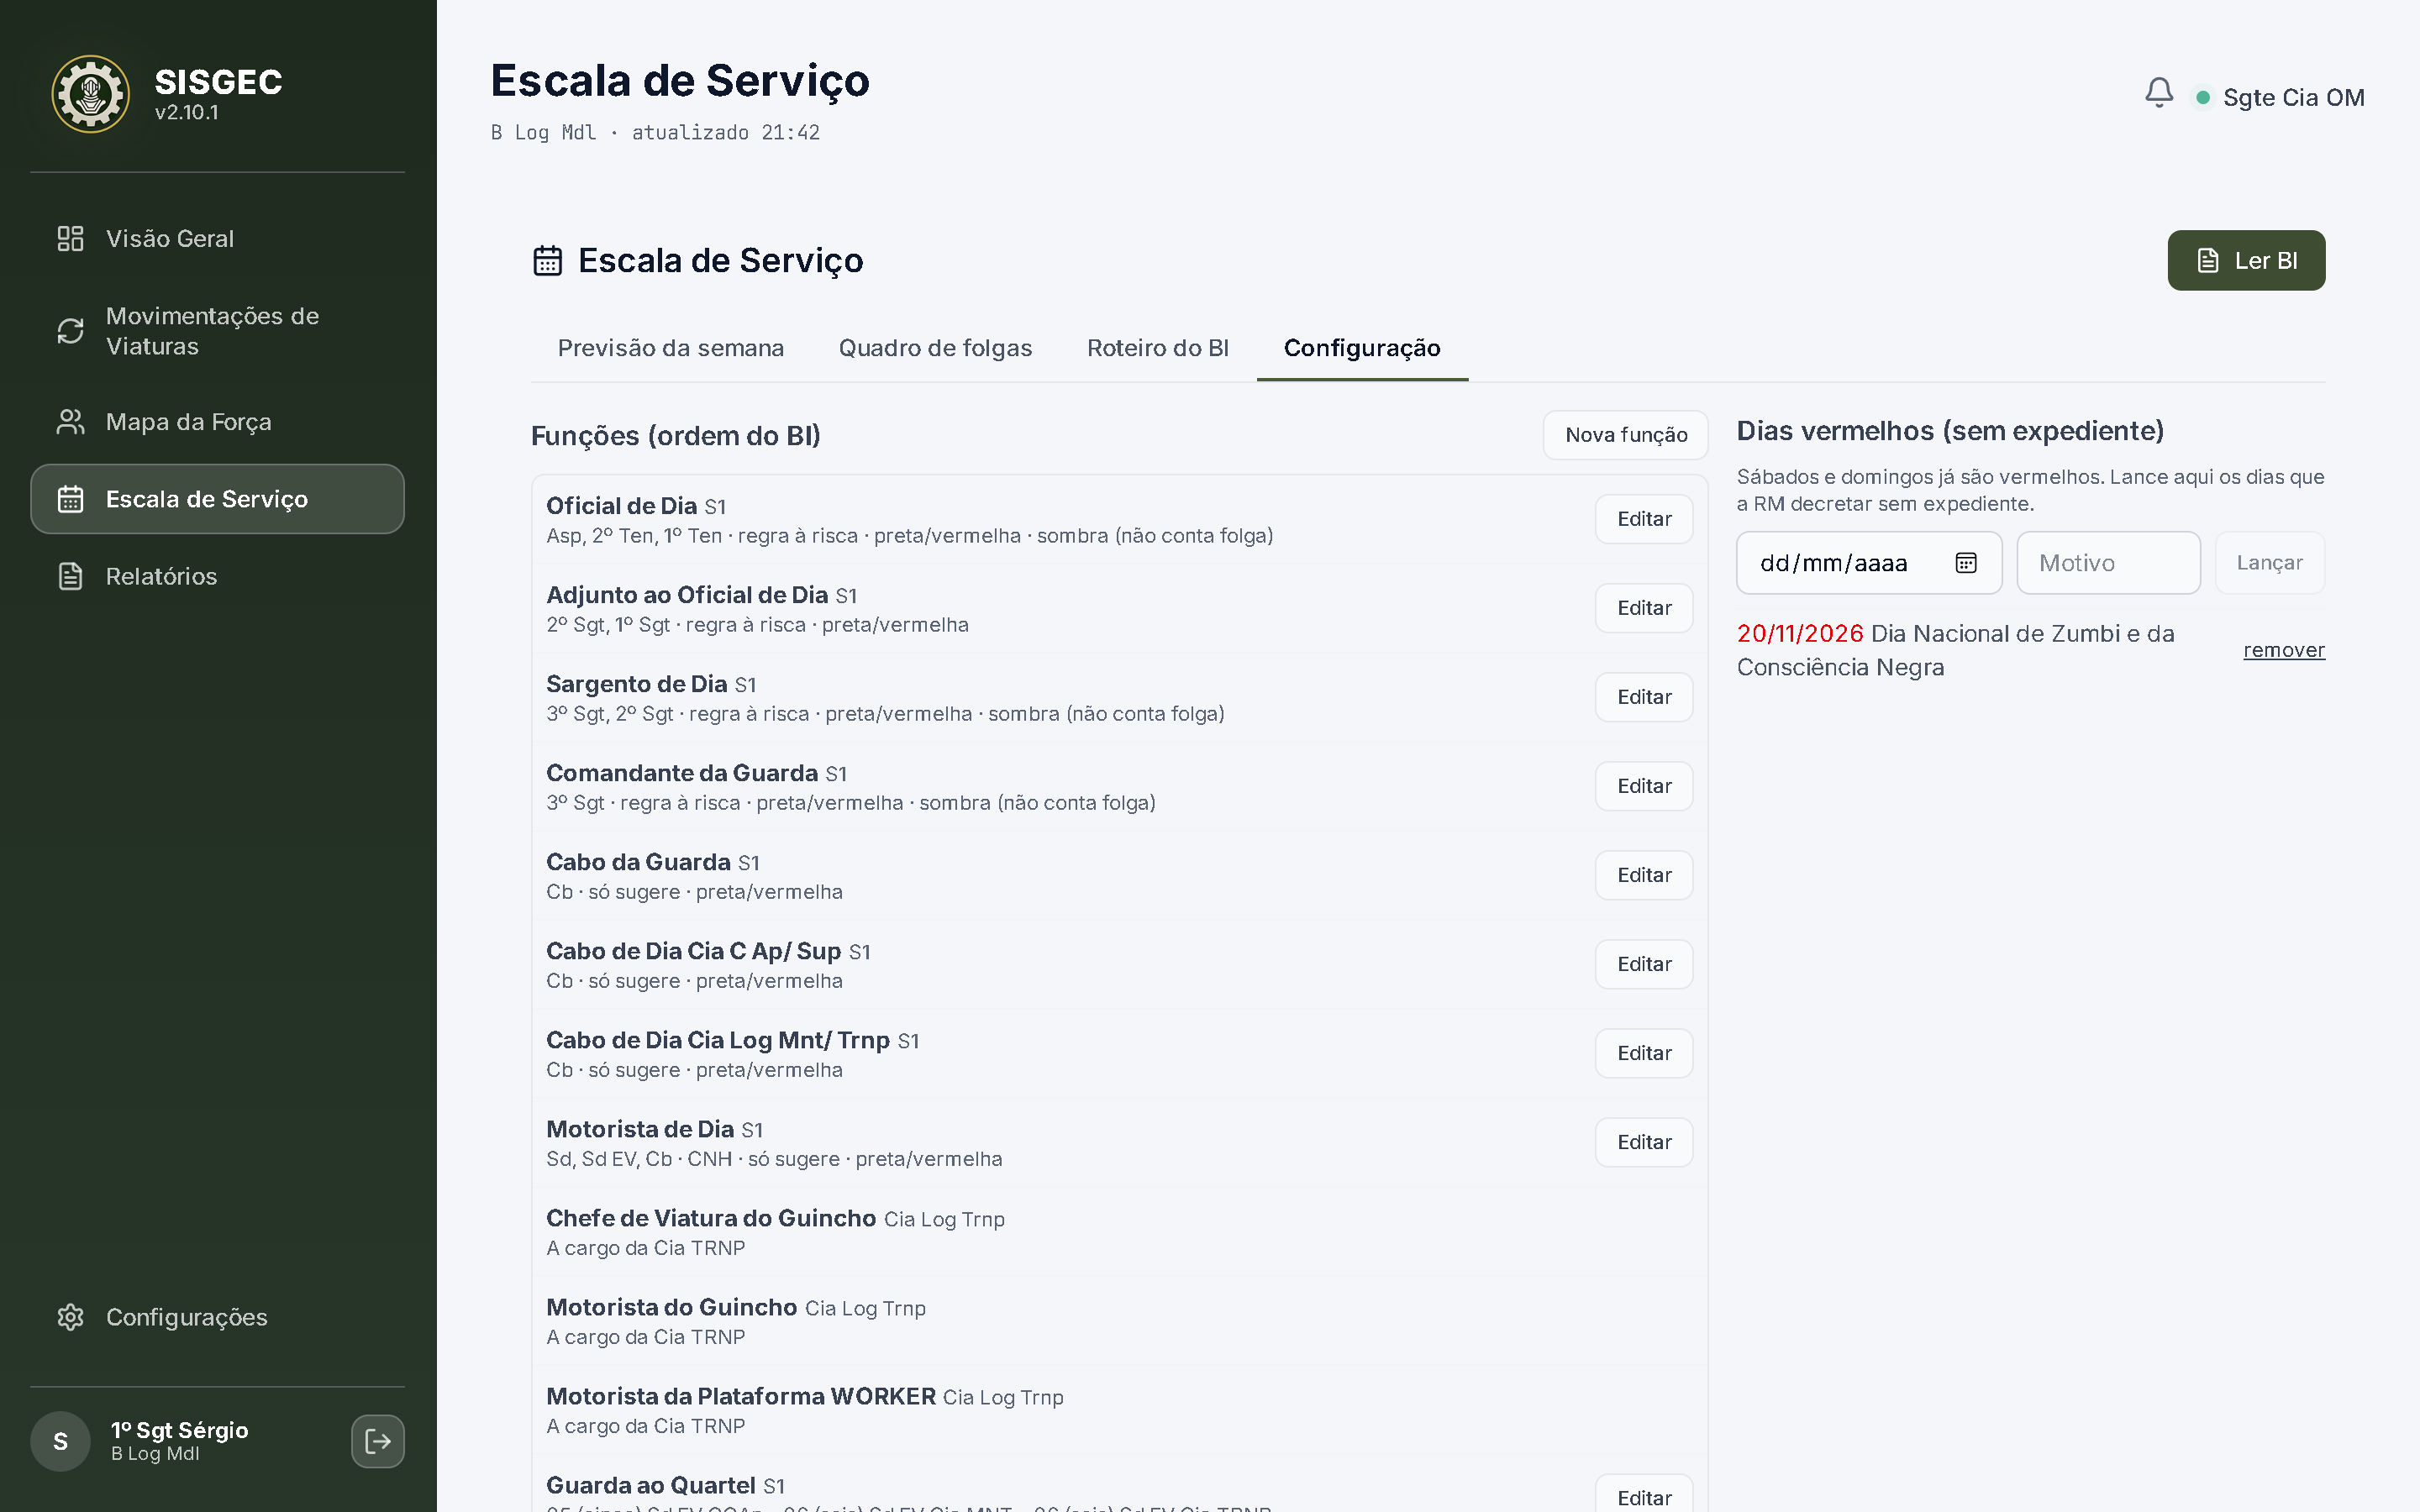 SISGEC
v2.10.1
Visão Geral
Movimentações de
Viaturas
Mapa da Força
Escala de Serviço
Relatórios
Configurações
S
1º Sgt Sérgio
B Log Mdl
Escala de Serviço
B Log Mdl · atualizado 21:42
Sgte Cia OM
Escala de Serviço
Ler BI
Previsão da semana
Quadro de folgas
Roteiro do BI
Configuração
Funções (ordem do BI)
Nova função
Oficial de Dia S1
Asp, 2º Ten, 1º Ten · regra à risca · preta/vermelha · sombra (não conta folga)
Editar
Adjunto ao Oficial de Dia S1
2º Sgt, 1º Sgt · regra à risca · preta/vermelha
Editar
Sargento de Dia S1
3º Sgt, 2º Sgt · regra à risca · preta/vermelha · sombra (não conta folga)
Editar
Comandante da Guarda S1
3º Sgt · regra à risca · preta/vermelha · sombra (não conta folga)
Editar
Cabo da Guarda S1
Cb · só sugere · preta/vermelha
Editar
Cabo de Dia Cia C Ap/ Sup S1
Cb · só sugere · preta/vermelha
Editar
Cabo de Dia Cia Log Mnt/ Trnp S1
Cb · só sugere · preta/vermelha
Editar
Motorista de Dia S1
Sd, Sd EV, Cb · CNH · só sugere · preta/vermelha
Editar
Chefe de Viatura do Guincho Cia Log Trnp
A cargo da Cia TRNP
Motorista do Guincho Cia Log Trnp
A cargo da Cia TRNP
Motorista da Plataforma WORKER Cia Log Trnp
A cargo da Cia TRNP
Guarda ao Quartel S1
Editar
Dias vermelhos (sem expediente)
Sábados e domingos já são vermelhos. Lance aqui os dias que
a RM decretar sem expediente.
dd/mm/aaaa
Motivo
Lançar
20/11/2026 Dia Nacional de Zumbi e da
Consciência Negra
remover